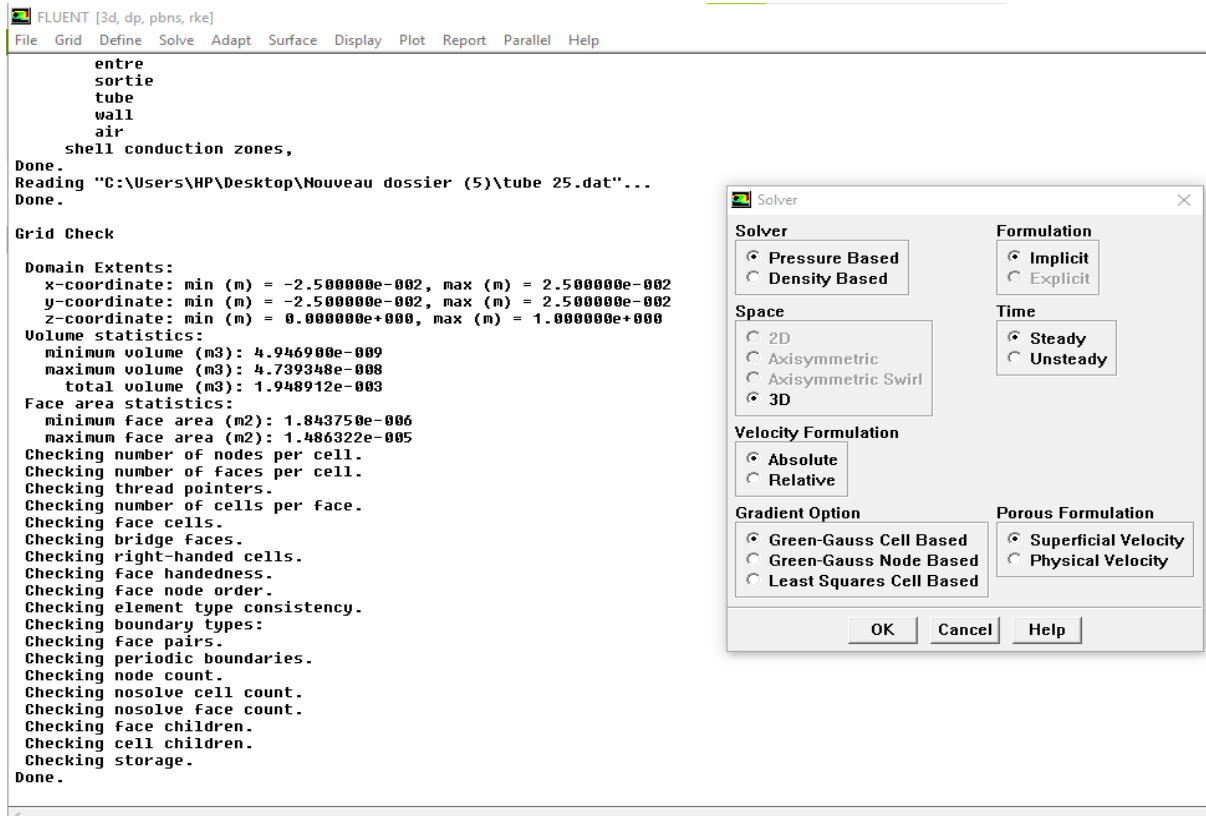 FLUENT [3d, dp, pbns, rke]
File Grid Define Solve Adapt Surface Display Plot Report Parallel Help
entre
sortie
tube
wall
air
shell conduction zones,
Done.
Reading "C:\Users\HP\Desktop\Nouveau dossier (5)\tube 25.dat"...
Done.
Grid Check
Domain Extents:
x-coordinate: min (m) = -2.500000e-002, max (m) = 2.500000e-002
y-coordinate: min (m) = -2.500000e-002, max (m) = 2.500000e-002
z-coordinate: min (m) = 0.000000e+000, max (m) = 1.000000e+000
Volume statistics:
minimum volume (m3): 4.946900e-009
maximum volume (m3): 4.739348e-008
total volume (m3): 1.948912e-003
Face area statistics:
minimum face area (m2): 1.843750e-006
maximum face area (m2): 1.486322e-005
Checking number of nodes per cell.
Checking number of faces per cell.
Checking thread pointers.
Checking number of cells per face.
Checking face cells.
Checking bridge faces.
Checking right-handed cells.
Checking face handedness.
Checking face node order.
Checking element type consistency.
Checking boundary types:
Checking face pairs.
Checking periodic boundaries.
Checking node count.
Checking nosolve cell count.
Checking nosolve face count.
Checking face children.
Checking cell children.
Checking storage.
Done.
Solver
Solver
Pressure Based
Density Based
Formulation
Implicit
Explicit
Space
2D
Axisymmetric
Axisymmetric Swirl
3D
Time
Steady
Unsteady
Velocity Formulation
Absolute
Relative
Gradient Option
Green-Gauss Cell Based
Green-Gauss Node Based
Least Squares Cell Based
Porous Formulation
Superficial Velocity
Physical Velocity
OK Cancel Help